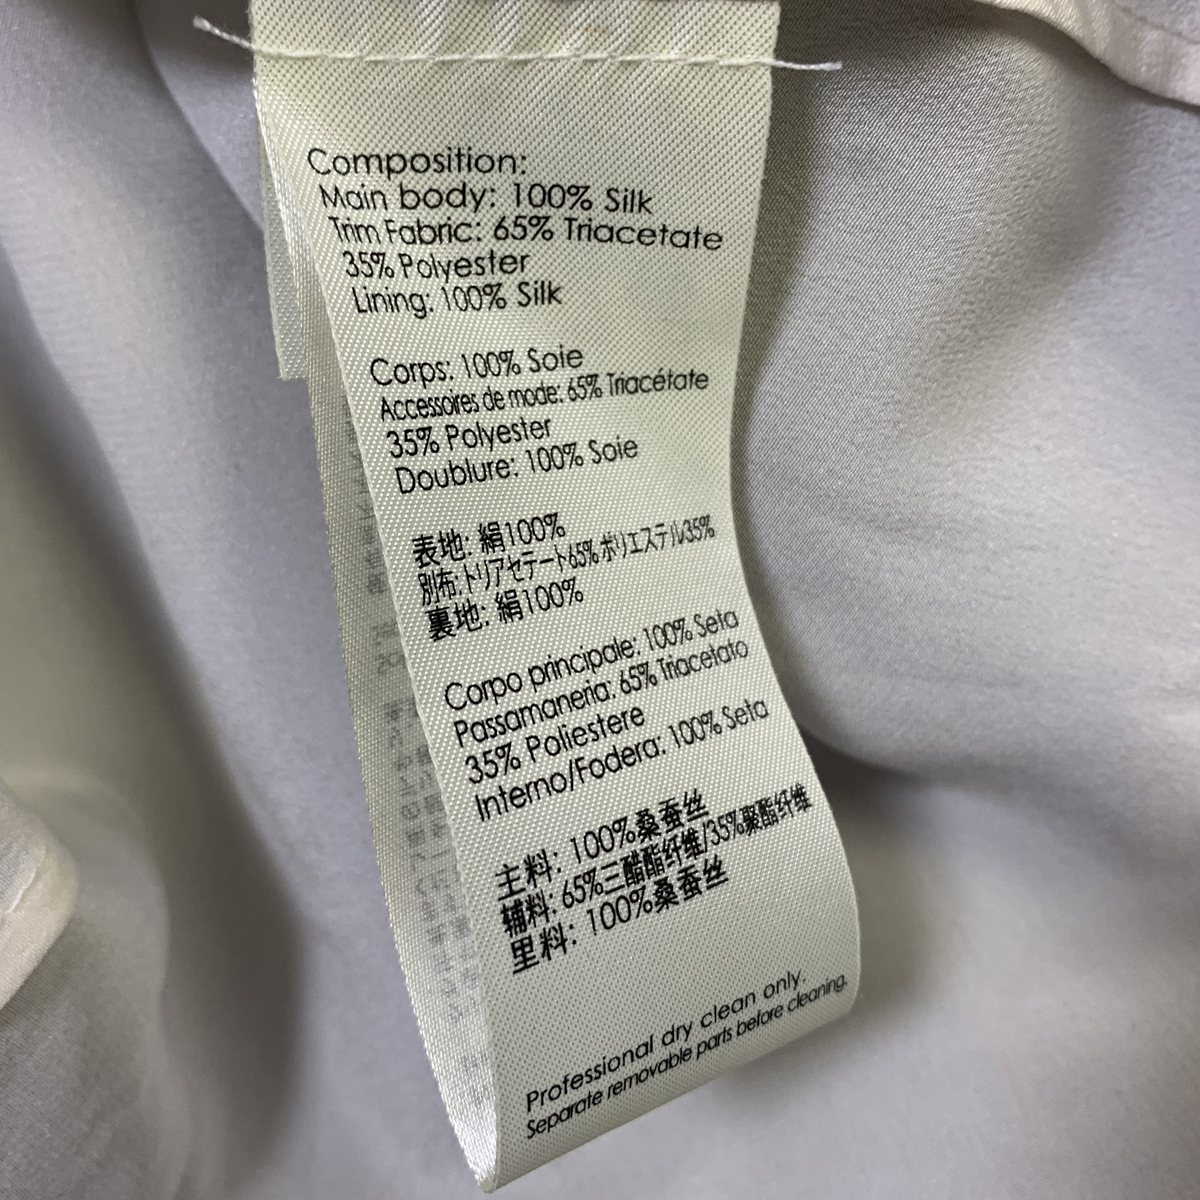 Composition:
Main body: 100% Silk
Trim Fabric: 65% Triacetate
35% Polyester
Lining: 100% Silk
Corps: 100% Soie
Accessoires de mode: 65% Triacétate
35% Polyester
Doublure: 100% Soie
表地: 絹100%
別布:トリアセテート65%ポリエステル35%
裏地: 絹100%
Corpo principale: 100% Seta
Passamaneria: 65% Triacetato
35% Poliestere
Interno/Fodera: 100% Seta
主料: 100%桑蚕丝
辅料: 65%三醋酯纤维/35%聚酯纤维
里料: 100%桑蚕丝
Professional dry clean only.
Separate removable parts before cleaning.